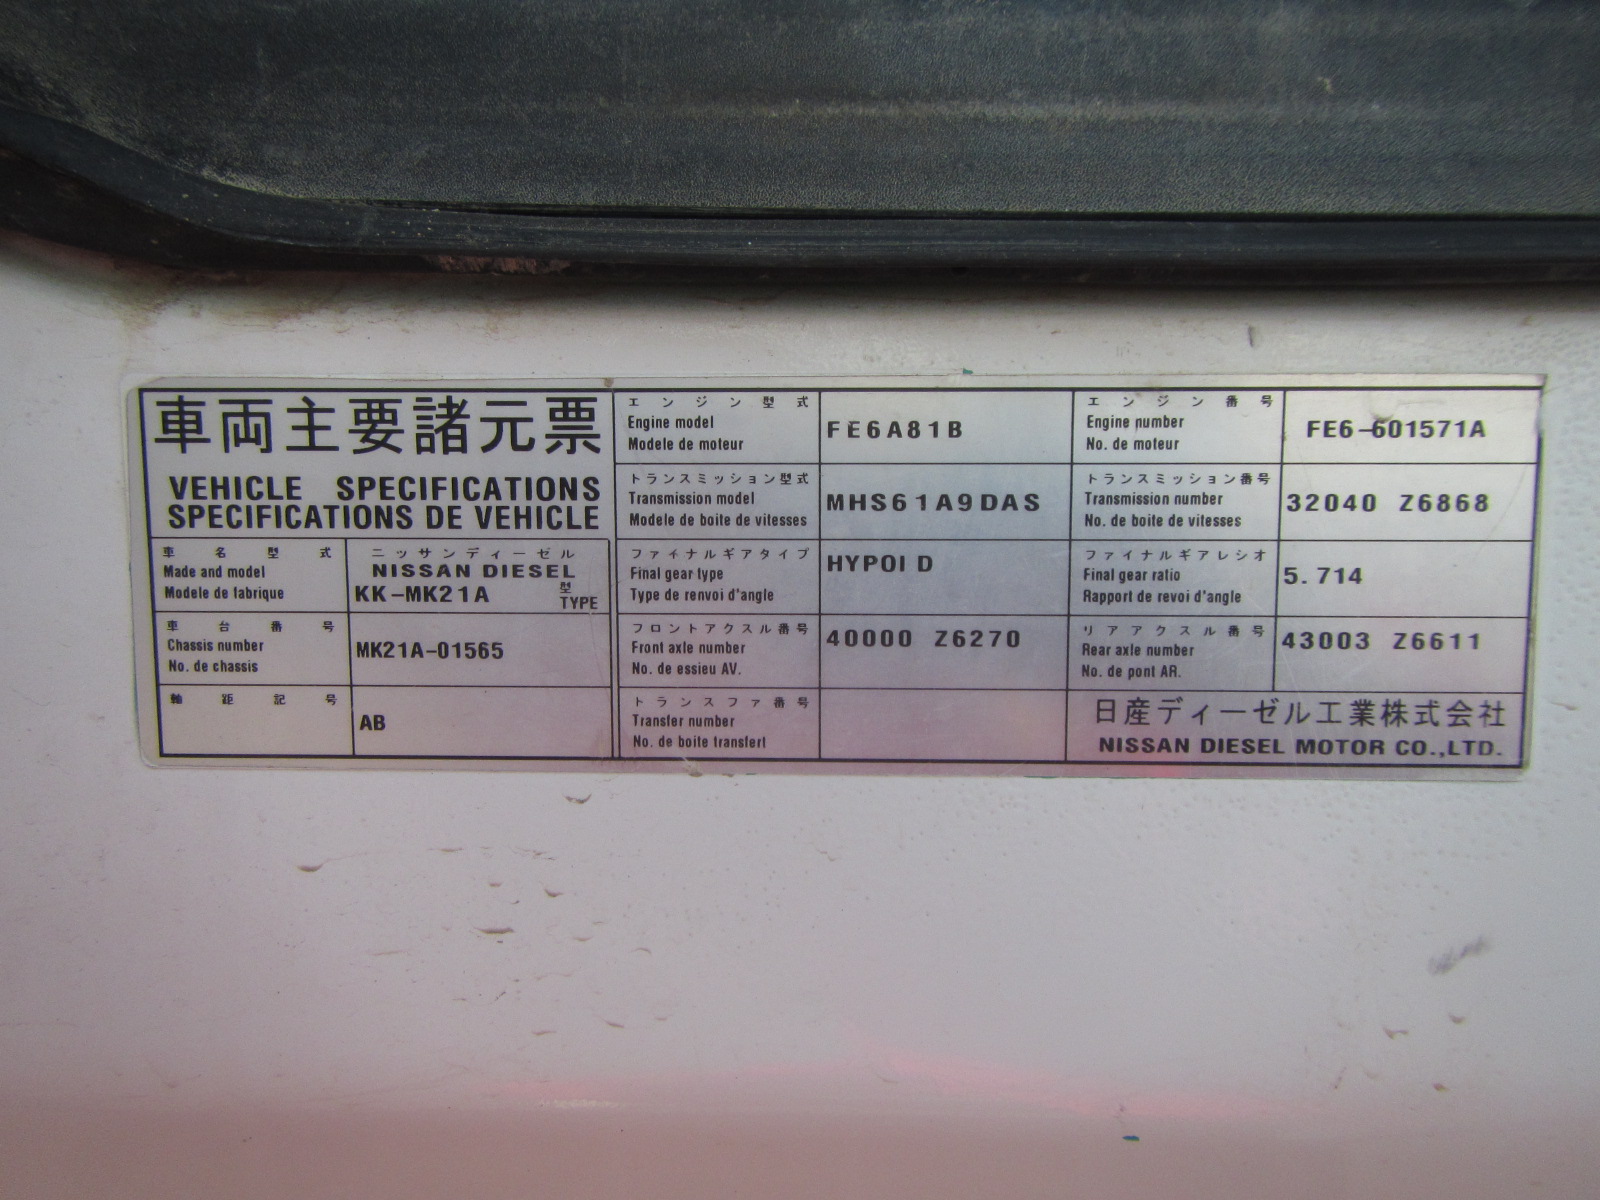 車両主要諸元票
VEHICLE SPECIFICATIONS
SPECIFICATIONS DE VEHICLE
車名型式
Made and model
Modele de fabrique
ニッサンディーゼル
NISSAN DIESEL
KK-MK21A
型
TYPE
車台番号
Chassis number
No. de chassis
MK21A-01565
軸距記号
AB
エンジン型式
Engine model
Modele de moteur
FE6A81B
エンジン番号
Engine number
No. de moteur
FE6-601571A
トランスミッション型式
Transmission model
Modele de boite de vitesses
MHS61A9DAS
トランスミッション番号
Transmission number
No. de boite de vitesses
32040 Z6868
ファイナルギアタイプ
Final gear type
Type de renvoi d'angle
HYPOID
ファイナルギアレシオ
Final gear ratio
Rapport de revoi d'angle
5.714
フロントアクスル番号
Front axle number
No. de essieu AV.
40000 Z6270
リアアクスル番号
Rear axle number
No. de pont AR.
43003 Z6611
トランスファ番号
Transfer number
No. de boite transfert
日産ディーゼル工業株式会社
NISSAN DIESEL MOTOR CO.,LTD.